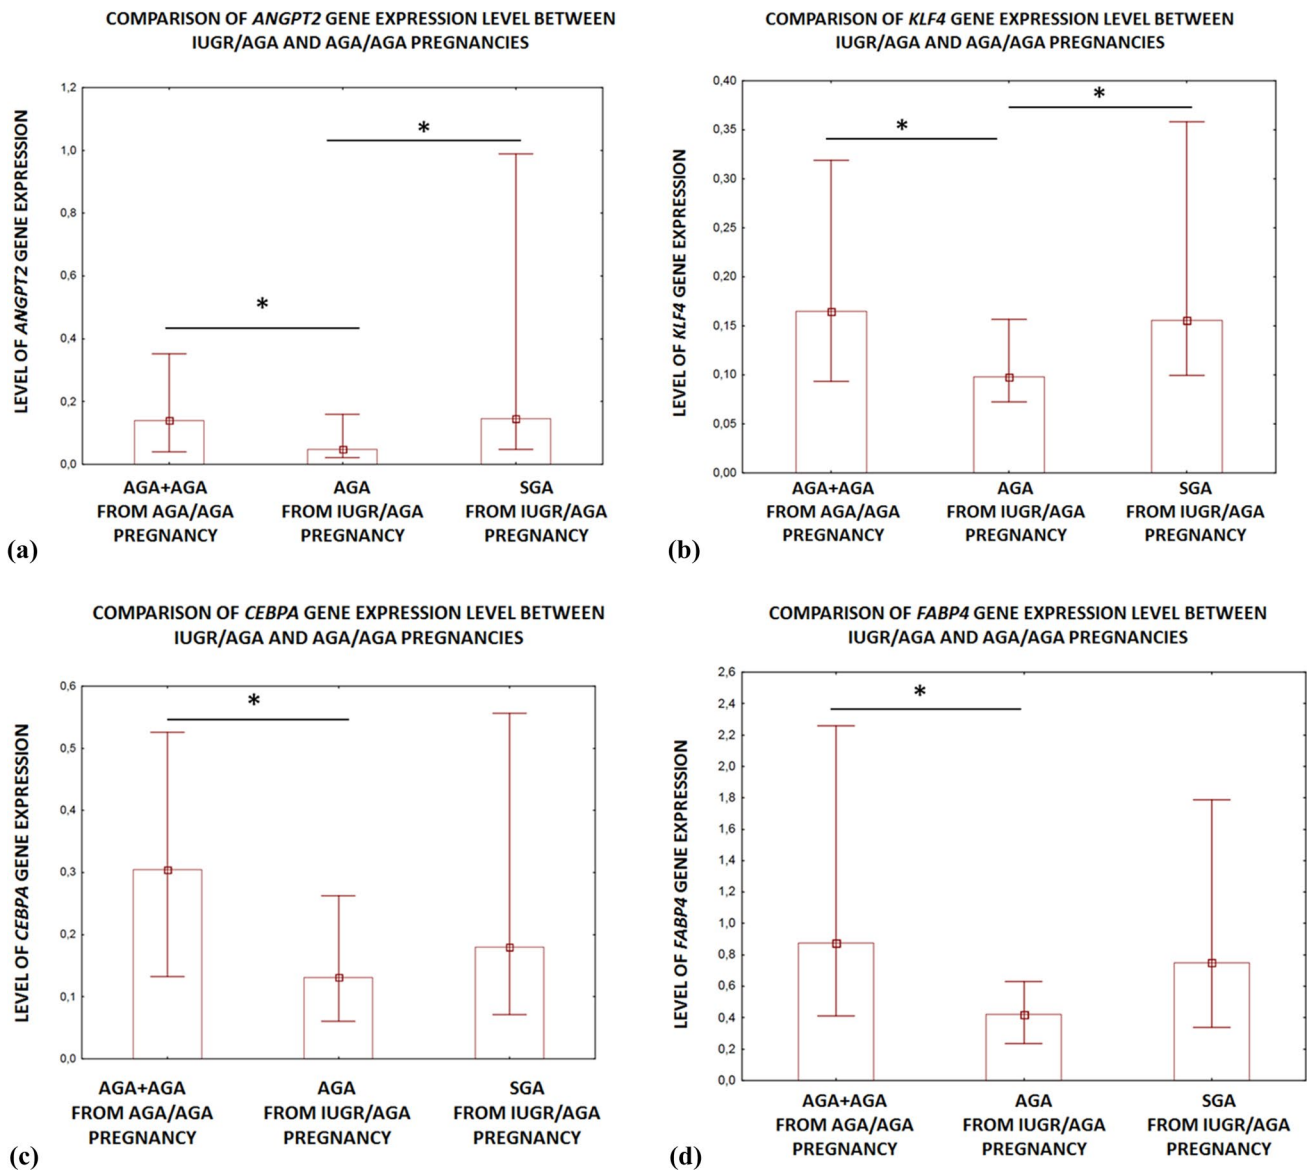 COMPARISON OF ANGPT2 GENE EXPRESSION LEVEL BETWEEN
IUGR/AGA AND AGA/AGA PREGNANCIES
LEVEL OF ANGPT2 GENE EXPRESSION
1,2
1,0
0,8
0,6
0,4
0,2
0,0
*
*
AGA+AGA
FROM AGA/AGA
PREGNANCY
AGA
FROM IUGR/AGA
PREGNANCY
SGA
FROM IUGR/AGA
PREGNANCY
(a)
COMPARISON OF KLF4 GENE EXPRESSION LEVEL BETWEEN
IUGR/AGA AND AGA/AGA PREGNANCIES
LEVEL OF KLF4 GENE EXPRESSION
0,40
0,35
0,30
0,25
0,20
0,15
0,10
0,05
0,00
*
*
AGA+AGA
FROM AGA/AGA
PREGNANCY
AGA
FROM IUGR/AGA
PREGNANCY
SGA
FROM IUGR/AGA
PREGNANCY
(b)
COMPARISON OF CEBPA GENE EXPRESSION LEVEL BETWEEN
IUGR/AGA AND AGA/AGA PREGNANCIES
LEVEL OF CEBPA GENE EXPRESSION
0,6
0,5
0,4
0,3
0,2
0,1
0,0
*
AGA+AGA
FROM AGA/AGA
PREGNANCY
AGA
FROM IUGR/AGA
PREGNANCY
SGA
FROM IUGR/AGA
PREGNANCY
(c)
COMPARISON OF FABP4 GENE EXPRESSION LEVEL BETWEEN
IUGR/AGA AND AGA/AGA PREGNANCIES
LEVEL OF FABP4 GENE EXPRESSION
2,6
2,4
2,2
2,0
1,8
1,6
1,4
1,2
1,0
0,8
0,6
0,4
0,2
0,0
*
AGA+AGA
FROM AGA/AGA
PREGNANCY
AGA
FROM IUGR/AGA
PREGNANCY
SGA
FROM IUGR/AGA
PREGNANCY
(d)